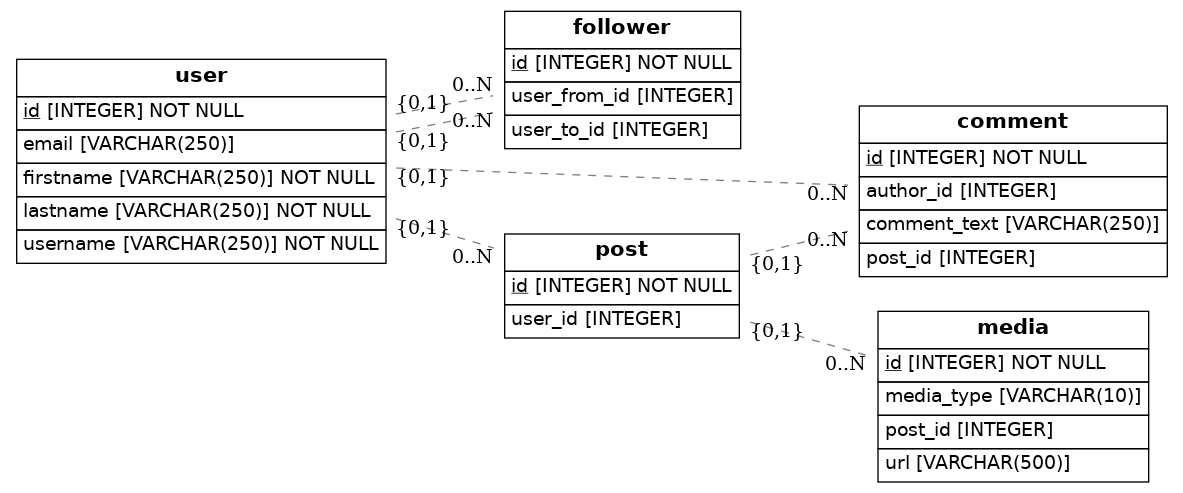 user
id [INTEGER] NOT NULL
email [VARCHAR(250)]
firstname [VARCHAR(250)] NOT NULL
lastname [VARCHAR(250)] NOT NULL
username [VARCHAR(250)] NOT NULL
{0,1}
0..N
{0,1}
0..N
{0,1}
0..N
{0,1}
0..N
follower
id [INTEGER] NOT NULL
user_from_id [INTEGER]
user_to_id [INTEGER]
post
id [INTEGER] NOT NULL
user_id [INTEGER]
{0,1}
0..N
{0,1}
0..N
comment
id [INTEGER] NOT NULL
author_id [INTEGER]
comment_text [VARCHAR(250)]
post_id [INTEGER]
media
id [INTEGER] NOT NULL
media_type [VARCHAR(10)]
post_id [INTEGER]
url [VARCHAR(500)]